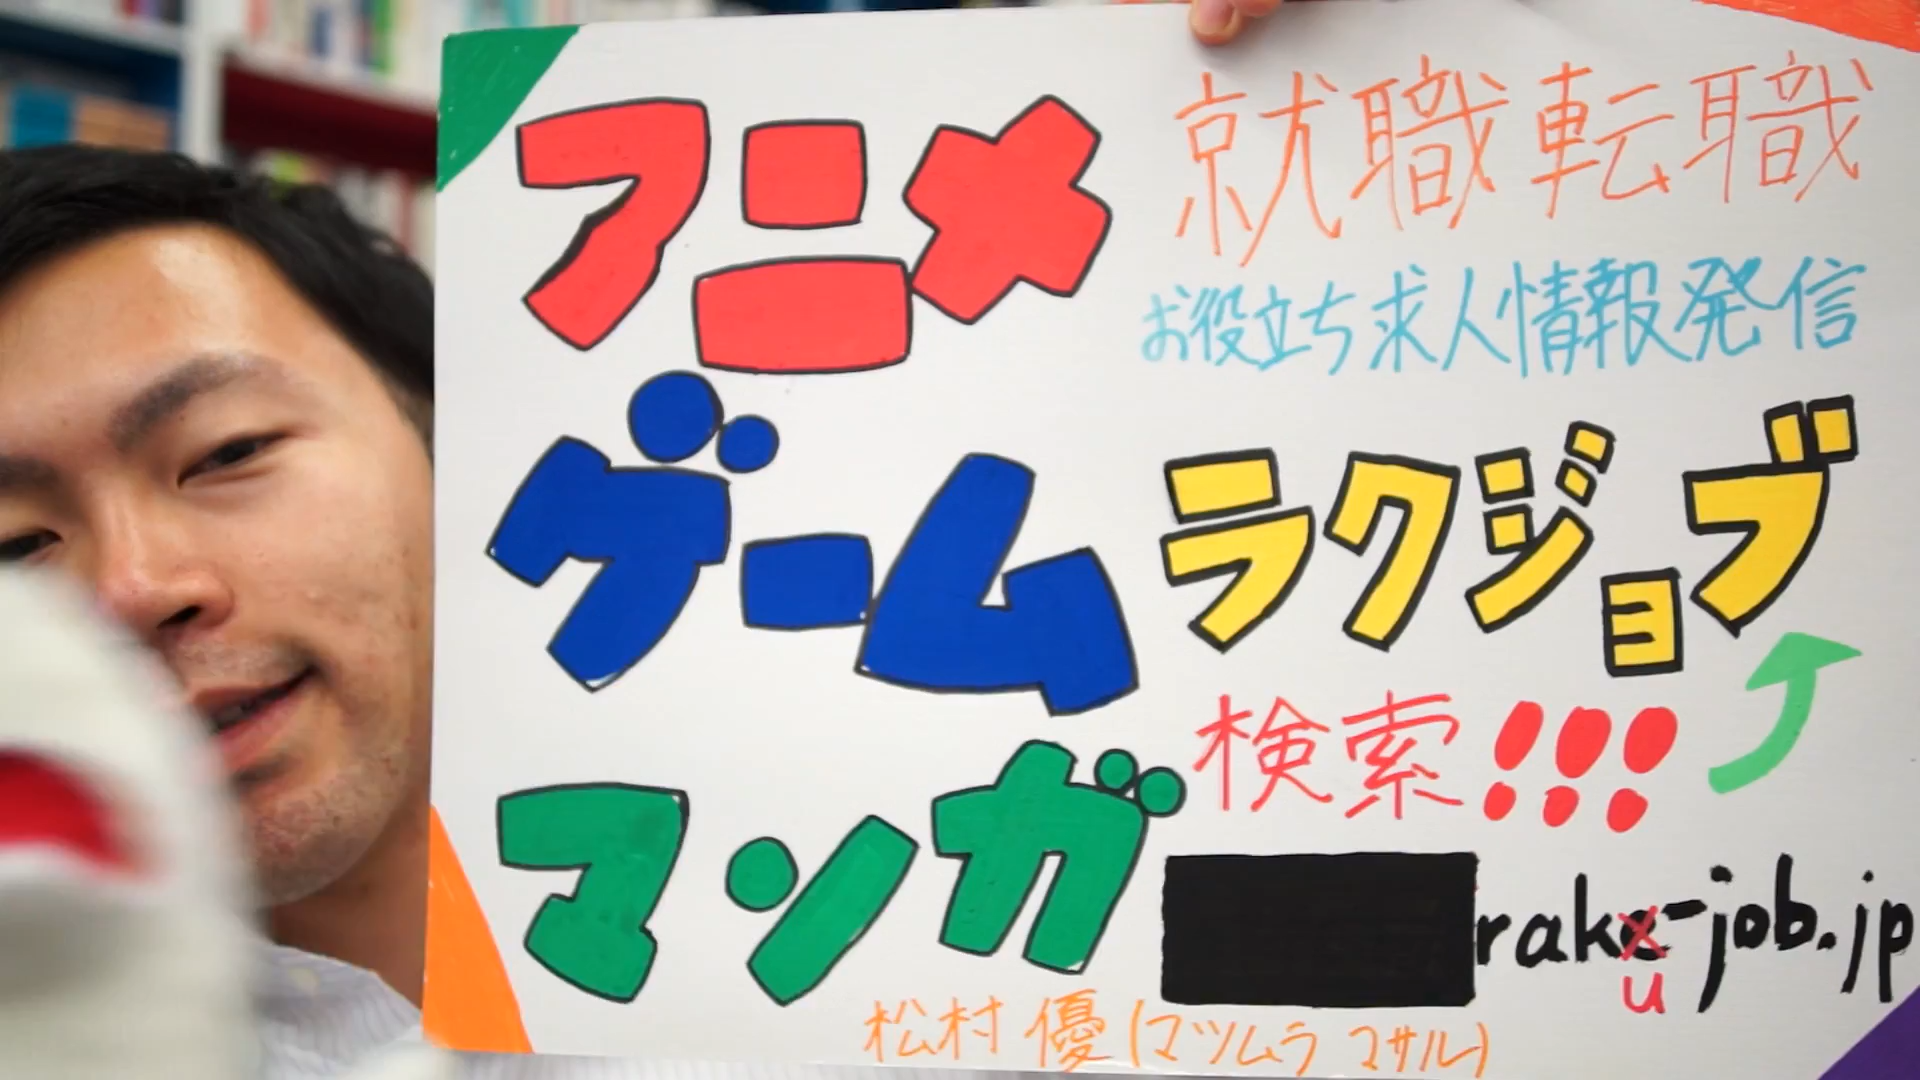 アニメ
ゲーム
マンガ
就職転職
お役立ち求人情報発信
ラクジョブ
検索!!!
raku-job.jp
松村 優(マツムラ マサル)